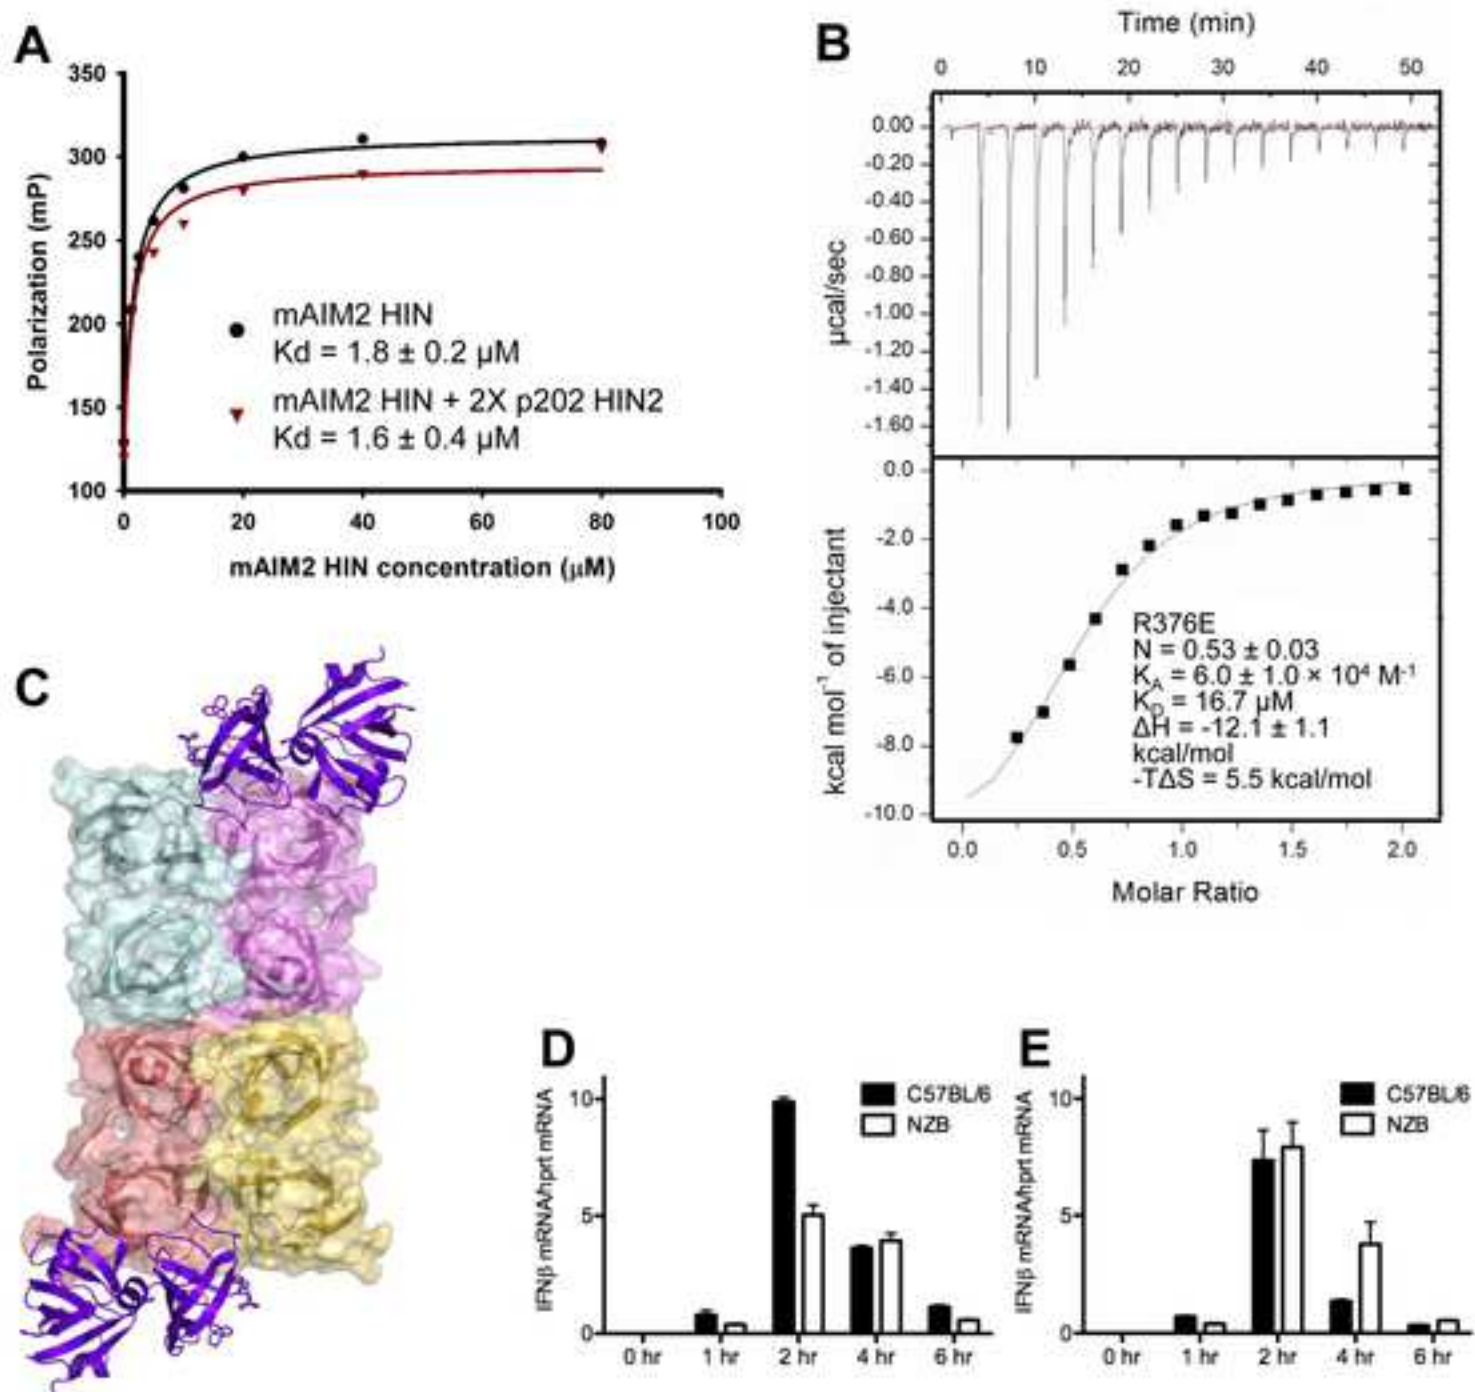 A
350
300
250
200
150
100
Polarization (mP)
mAIM2 HIN
Kd = 1.8 ± 0.2 µM
mAIM2 HIN + 2X p202 HIN2
Kd = 1.6 ± 0.4 µM
0 20 40 60 80 100
mAIM2 HIN concentration (µM)
B
Time (min)
0 10 20 30 40 50
0.00
-0.20
-0.40
-0.60
-0.80
-1.00
-1.20
-1.40
-1.60
µcal/sec
0.0
-2.0
-4.0
-6.0
-8.0
-10.0
kcal mol⁻¹ of injectant
R376E
N = 0.53 ± 0.03
K_A = 6.0 ± 1.0 × 10⁴ M⁻¹
K_D = 16.7 µM
ΔH = -12.1 ± 1.1
kcal/mol
-TΔS = 5.5 kcal/mol
0.0 0.5 1.0 1.5 2.0
Molar Ratio
C
D
IFNβ mRNA/hprt mRNA
10
5
0
C57BL/6
NZB
0 hr 1 hr 2 hr 4 hr 6 hr
E
IFNβ mRNA/hprt mRNA
10
5
0
C57BL/6
NZB
0 hr 1 hr 2 hr 4 hr 6 hr